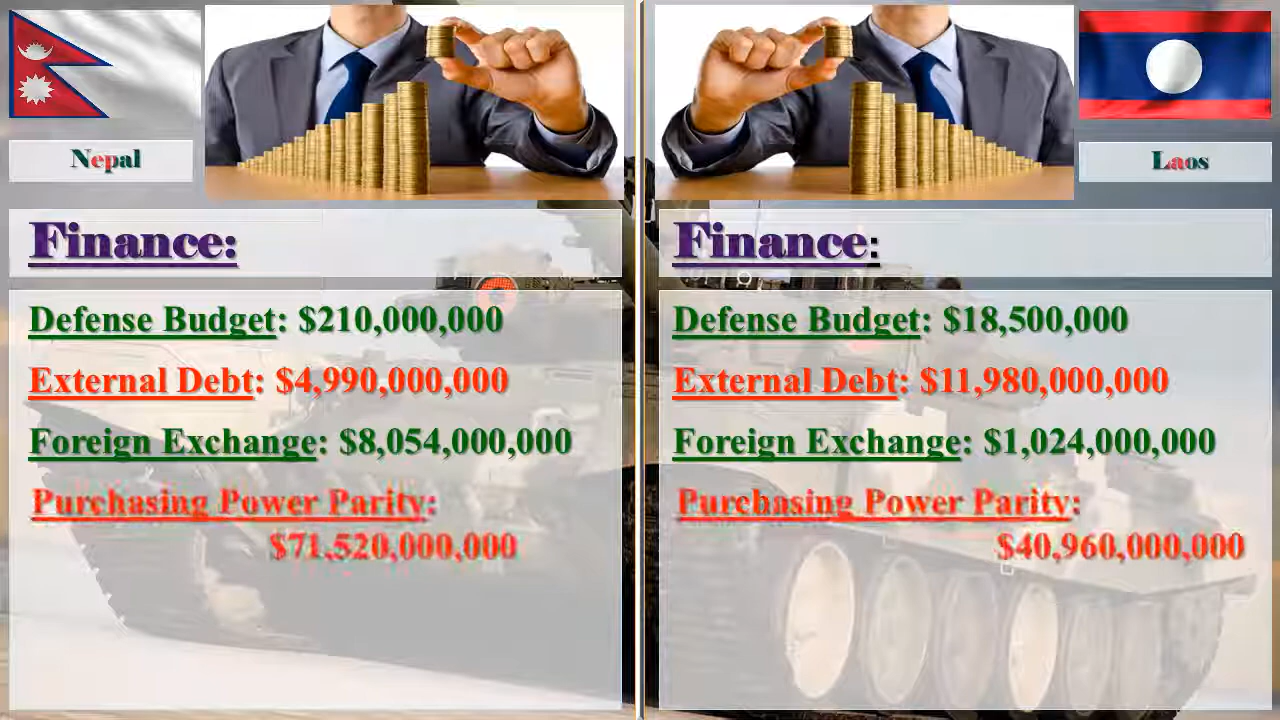 Nepal
Finance:
Defense Budget: $210,000,000
External Debt: $4,990,000,000
Foreign Exchange: $8,054,000,000
Purchasing Power Parity:
$71,520,000,000
Laos
Finance:
Defense Budget: $18,500,000
External Debt: $11,980,000,000
Foreign Exchange: $1,024,000,000
Purchasing Power Parity:
$40,960,000,000